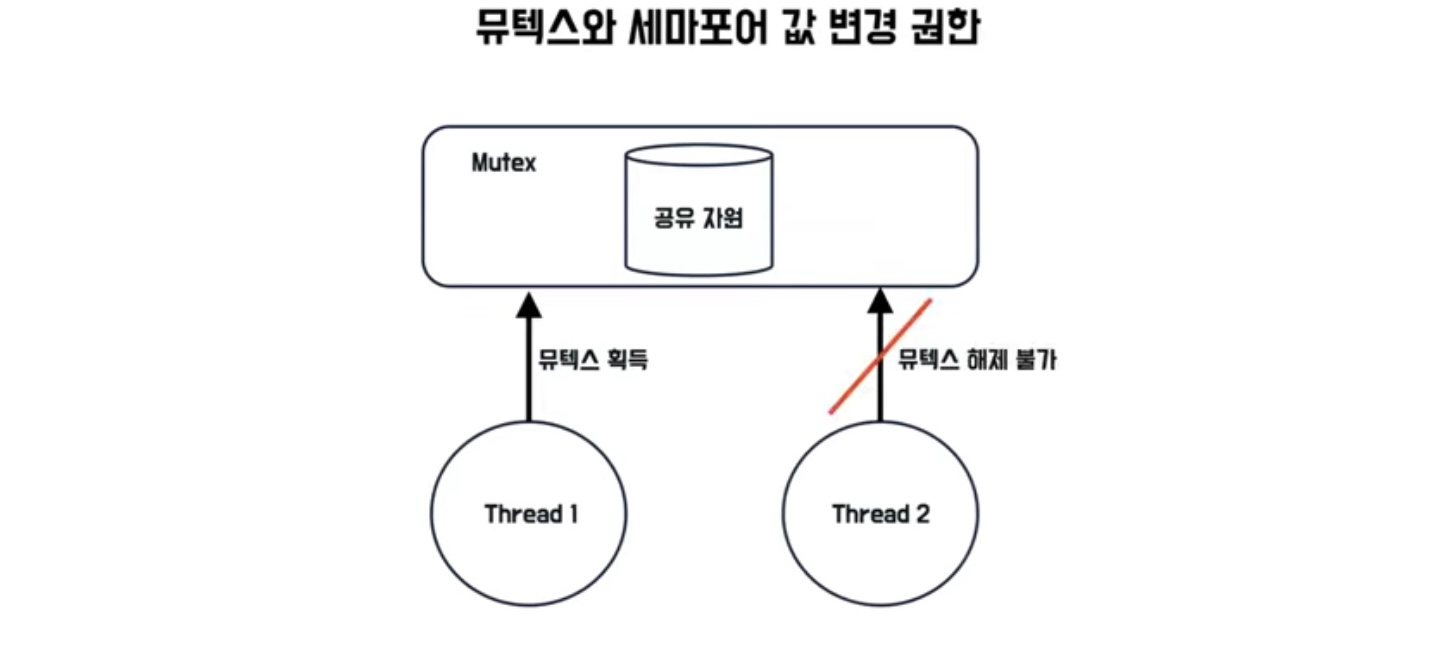 뮤텍스와 세마포어 값 변경 권한
Mutex
공유 자원
뮤텍스 획득
뮤텍스 해제 불가
Thread 1
Thread 2